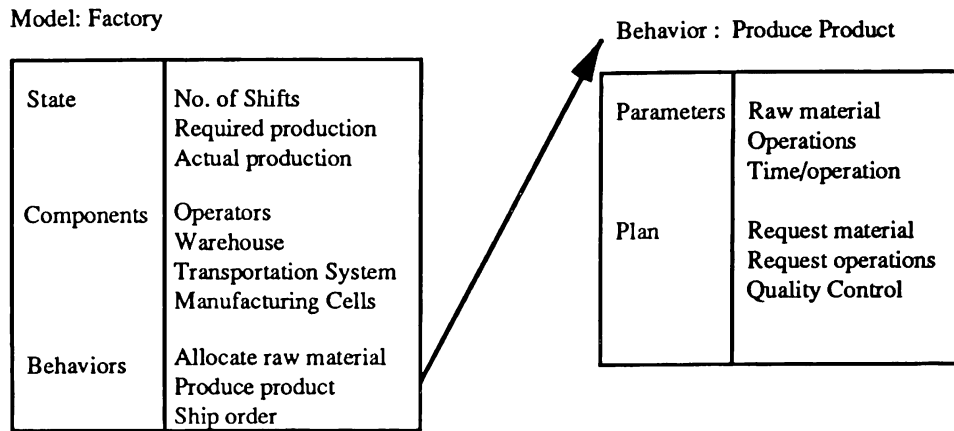 Model: Factory
State No. of Shifts
Required production
Actual production
Components Operators
Warehouse
Transportation System
Manufacturing Cells
Behaviors Allocate raw material
Produce product
Ship order
Behavior : Produce Product
Parameters Raw material
Operations
Time/operation
Plan Request material
Request operations
Quality Control